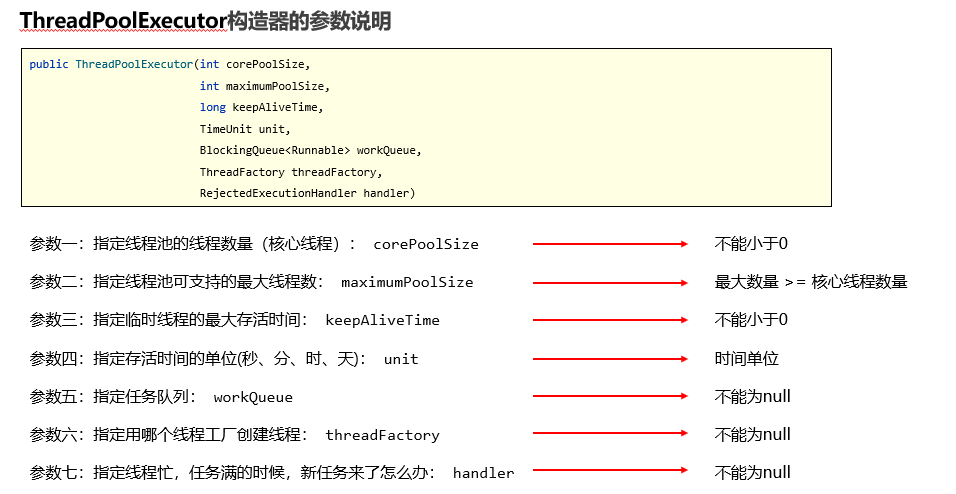 ThreadPoolExecutor构造器的参数说明
public ThreadPoolExecutor(int corePoolSize,
int maximumPoolSize,
long keepAliveTime,
TimeUnit unit,
BlockingQueue<Runnable> workQueue,
ThreadFactory threadFactory,
RejectedExecutionHandler handler)
参数一：指定线程池的线程数量（核心线程）： corePoolSize 不能小于0
参数二：指定线程池可支持的最大线程数： maximumPoolSize 最大数量 >= 核心线程数量
参数三：指定临时线程的最大存活时间： keepAliveTime 不能小于0
参数四：指定存活时间的单位(秒、分、时、天)： unit 时间单位
参数五：指定任务队列： workQueue 不能为null
参数六：指定用哪个线程工厂创建线程： threadFactory 不能为null
参数七：指定线程忙，任务满的时候，新任务来了怎么办： handler 不能为null